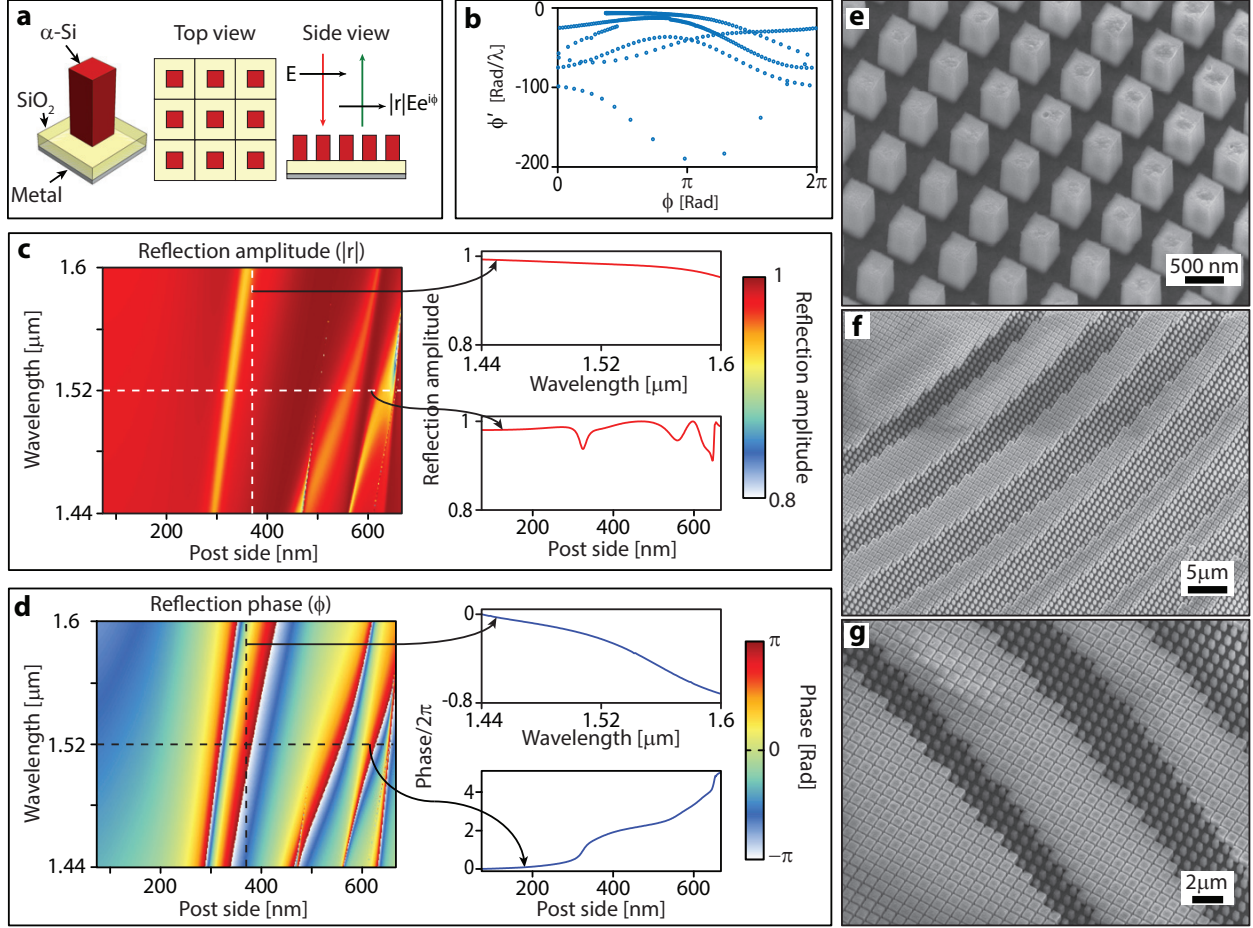 a
α-Si
SiO2
Metal
Top view
Side view
E
|r|Ee^iϕ
b
0
-100
-200
ϕ′ [Rad/λ]
0
π
2π
ϕ [Rad]
c
Reflection amplitude (|r|)
1.6
1.52
1.44
Wavelength [μm]
200
400
600
Post side [nm]
Reflection amplitude
1
0.8
1.44
1.52
1.6
Wavelength [μm]
1
0.8
200
400
600
Post side [nm]
1
0.8
Reflection amplitude
d
Reflection phase (ϕ)
1.6
1.52
1.44
Wavelength [μm]
200
400
600
Post side [nm]
Phase/2π
0
-0.8
1.44
1.52
1.6
Wavelength [μm]
4
2
0
200
400
600
Post side [nm]
π
0
−π
Phase [Rad]
e
500 nm
f
5μm
g
2μm